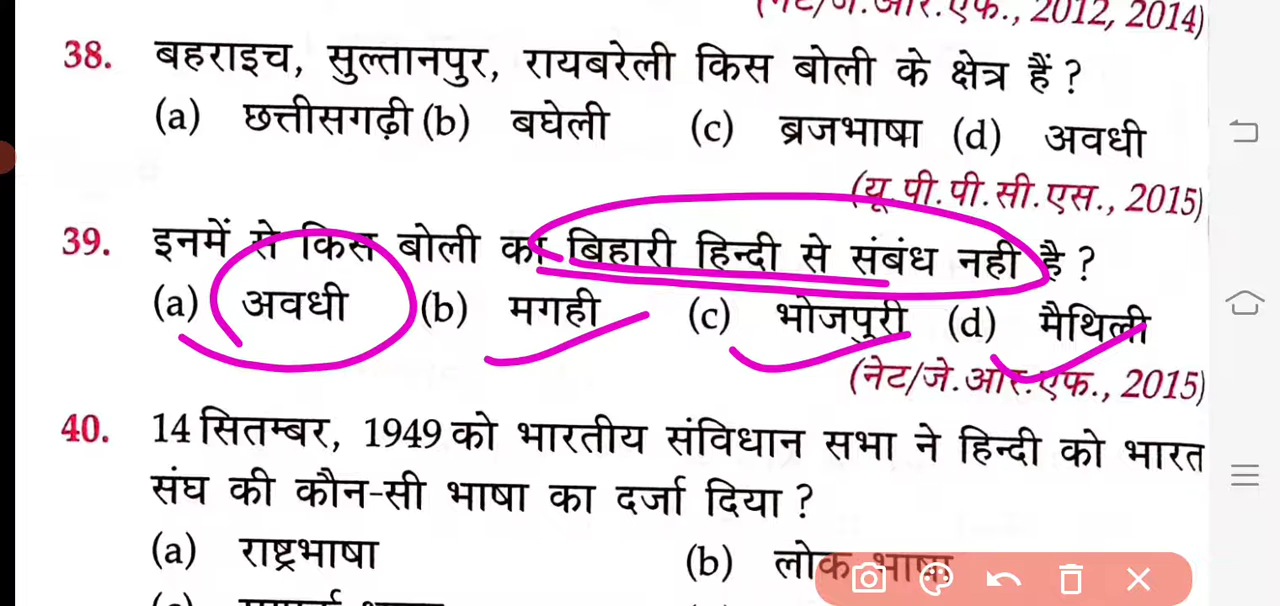 (नेट/जे.आर.एफ., 2012, 2014)
38. बहराइच, सुल्तानपुर, रायबरेली किस बोली के क्षेत्र हैं ?
(a) छत्तीसगढ़ी (b) बघेली (c) ब्रजभाषा (d) अवधी
(यू.पी.पी.सी.एस., 2015)
39. इनमें से किस बोली का बिहारी हिन्दी से संबंध नही है ?
(a) अवधी (b) मगही (c) भोजपुरी (d) मैथिली
(नेट/जे.आर.एफ., 2015)
40. 14 सितम्बर, 1949 को भारतीय संविधान सभा ने हिन्दी को भारत
संघ की कौन-सी भाषा का दर्जा दिया ?
(a) राष्ट्रभाषा (b) लोक भाषा